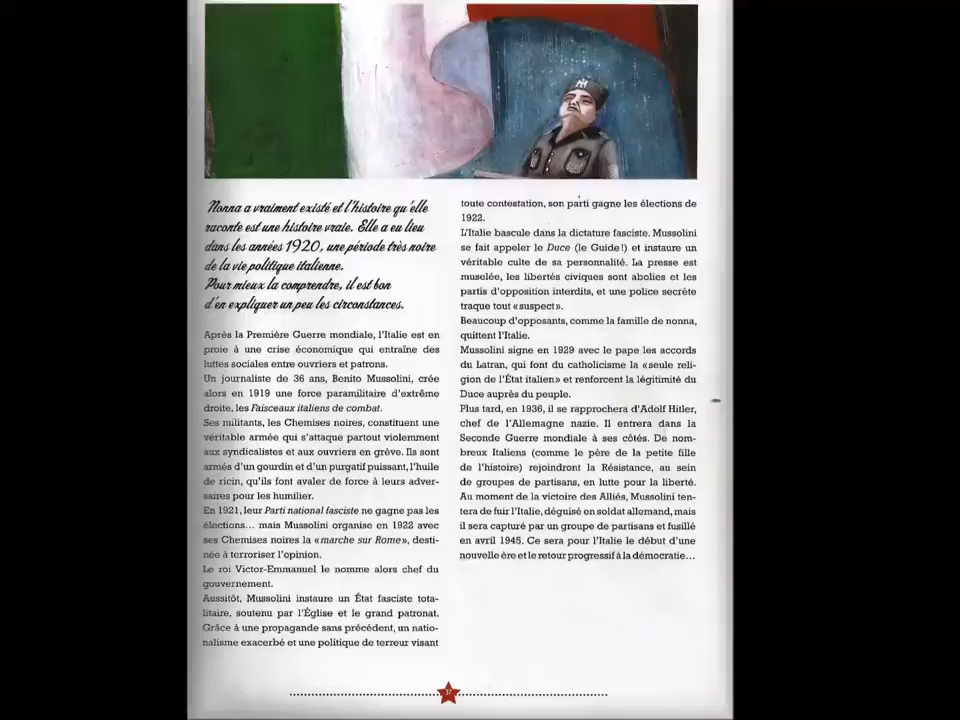 Nonna a vraiment existé et l'histoire qu'elle
raconte est une histoire vraie. Elle a eu lieu
dans les années 1920, une période très noire
de la vie politique italienne.
Pour mieux la comprendre, il est bon
d'en expliquer un peu les circonstances.
Après la Première Guerre mondiale, l'Italie est en
proie à une crise économique qui entraîne des
luttes sociales entre ouvriers et patrons.
Un journaliste de 36 ans, Benito Mussolini, crée
alors en 1919 une force paramilitaire d'extrême
droite, les Faisceaux italiens de combat.
Ses militants, les Chemises noires, constituent une
véritable armée qui s'attaque partout violemment
aux syndicalistes et aux ouvriers en grève. Ils sont
armés d'un gourdin et d'un purgatif puissant, l'huile
de ricin, qu'ils font avaler de force à leurs adver-
saires pour les humilier.
En 1921, leur Parti national fasciste ne gagne pas les
élections... mais Mussolini organise en 1922 avec
ses Chemises noires la « marche sur Rome », desti-
née à terroriser l'opinion.
Le roi Victor-Emmanuel le nomme alors chef du
gouvernement.
Aussitôt, Mussolini instaure un État fasciste tota-
litaire, soutenu par l'Église et le grand patronat.
Grâce à une propagande sans précédent, un natio-
nalisme exacerbé et une politique de terreur visant
toute contestation, son parti gagne les élections de
1922.
L'Italie bascule dans la dictature fasciste. Mussolini
se fait appeler le Duce (le Guide !) et instaure un
véritable culte de sa personnalité. La presse est
muselée, les libertés civiques sont abolies et les
partis d'opposition interdits, et une police secrète
traque tout « suspect ».
Beaucoup d'opposants, comme la famille de nonna,
quittent l'Italie.
Mussolini signe en 1929 avec le pape les accords
du Latran, qui font du catholicisme la « seule reli-
gion de l'État italien » et renforcent la légitimité du
Duce auprès du peuple.
Plus tard, en 1936, il se rapprochera d'Adolf Hitler,
chef de l'Allemagne nazie. Il entrera dans la
Seconde Guerre mondiale à ses côtés. De nom-
breux Italiens (comme le père de la petite fille
de l'histoire) rejoindront la Résistance, au sein
de groupes de partisans, en lutte pour la liberté.
Au moment de la victoire des Alliés, Mussolini ten-
tera de fuir l'Italie, déguisé en soldat allemand, mais
il sera capturé par un groupe de partisans et fusillé
en avril 1945. Ce sera pour l'Italie le début d'une
nouvelle ère et le retour progressif à la démocratie...
37